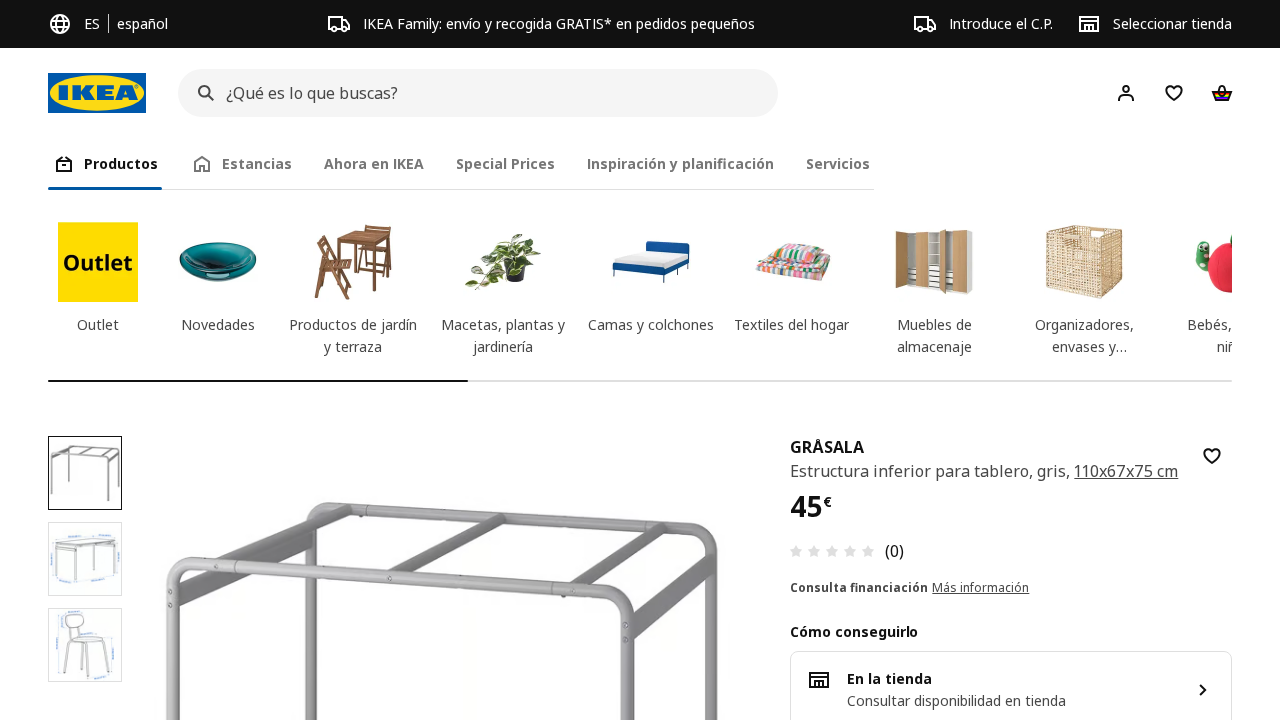 ES español
IKEA Family: envío y recogida GRATIS* en pedidos pequeños
Introduce el C.P.
Seleccionar tienda
IKEA
¿Qué es lo que buscas?
Productos
Estancias
Ahora en IKEA
Special Prices
Inspiración y planificación
Servicios
Outlet
Outlet
Novedades
Productos de jardín
y terraza
Macetas, plantas y
jardinería
Camas y colchones
Textiles del hogar
Muebles de
almacenaje
Organizadores,
envases y…
Bebés,
GRÅSALA
Estructura inferior para tablero, gris, 110x67x75 cm
45€
(0)
Consulta financiación Más información
Cómo conseguirlo
En la tienda
Consultar disponibilidad en tienda